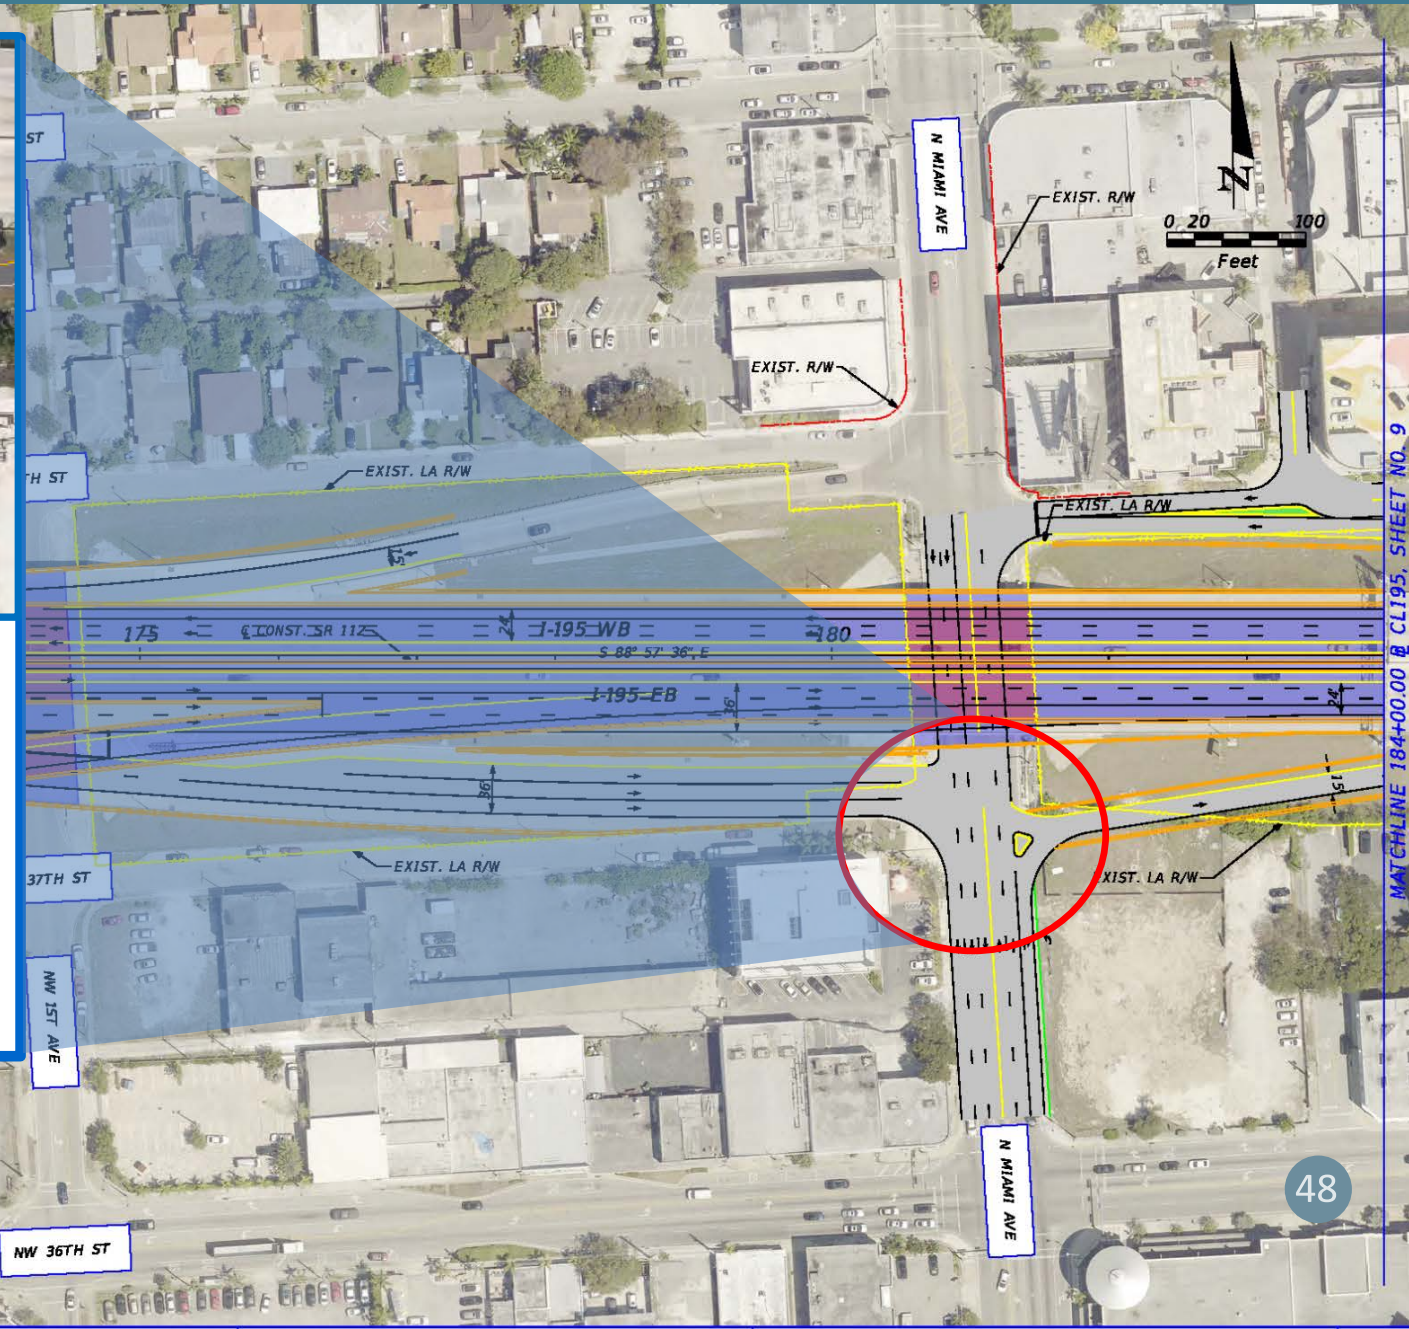 ST
N MIAMI AVE
EXIST. R/W
N
0 20 100
Feet
EXIST. R/W
TH ST
EXIST. LA R/W
EXIST. LA R/W
15'
175
℄ CONST. SR 112
24'
I-195 WB
180
S 88° 57' 36" E
I-195 EB
36'
24'
36'
15'
37TH ST
EXIST. LA R/W
EXIST. LA R/W
MATCHLINE 184+00.00 ℄ CL195, SHEET NO. 9
NW 1ST AVE
N MIAMI AVE
48
NW 36TH ST